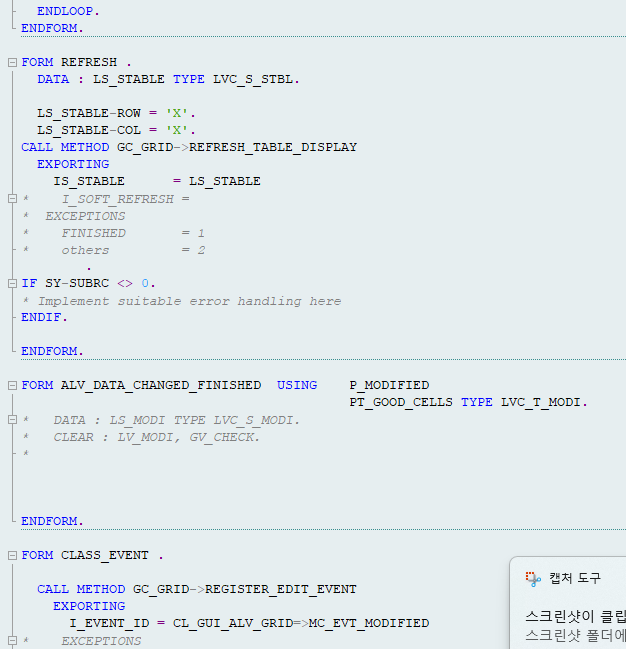 ENDLOOP.
ENDFORM.
FORM REFRESH .
DATA : LS_STABLE TYPE LVC_S_STBL.
LS_STABLE-ROW = 'X'.
LS_STABLE-COL = 'X'.
CALL METHOD GC_GRID->REFRESH_TABLE_DISPLAY
EXPORTING
IS_STABLE      = LS_STABLE
*    I_SOFT_REFRESH =
*  EXCEPTIONS
*    FINISHED       = 1
*    others         = 2
.
IF SY-SUBRC <> 0.
* Implement suitable error handling here
ENDIF.
ENDFORM.
FORM ALV_DATA_CHANGED_FINISHED  USING    P_MODIFIED
PT_GOOD_CELLS TYPE LVC_T_MODI.
*   DATA : LS_MODI TYPE LVC_S_MODI.
*   CLEAR : LV_MODI, GV_CHECK.
*
ENDFORM.
FORM CLASS_EVENT .
CALL METHOD GC_GRID->REGISTER_EDIT_EVENT
EXPORTING
I_EVENT_ID = CL_GUI_ALV_GRID=>MC_EVT_MODIFIED
*    EXCEPTIONS
캡처 도구
스크린샷이 클립
스크린샷 폴더에